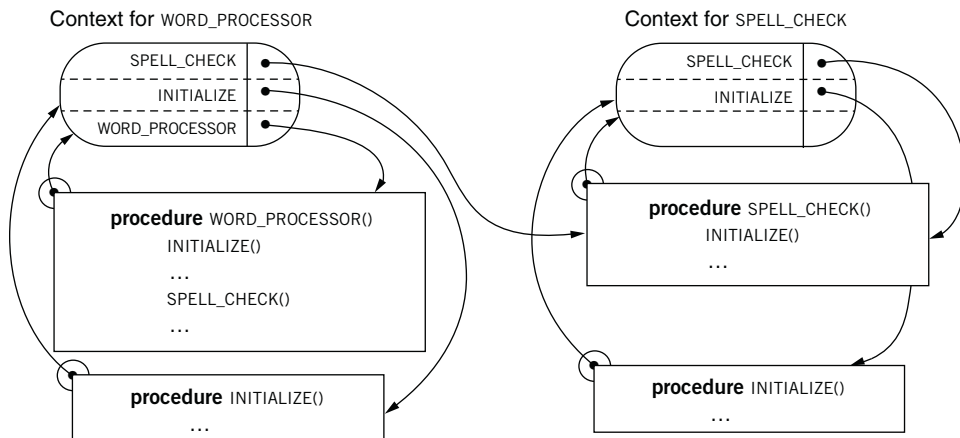 Context for WORD_PROCESSOR
SPELL_CHECK
INITIALIZE
WORD_PROCESSOR
procedure WORD_PROCESSOR()
INITIALIZE()
...
SPELL_CHECK()
...
procedure INITIALIZE()
...
Context for SPELL_CHECK
SPELL_CHECK
INITIALIZE
procedure SPELL_CHECK()
INITIALIZE()
...
procedure INITIALIZE()
...